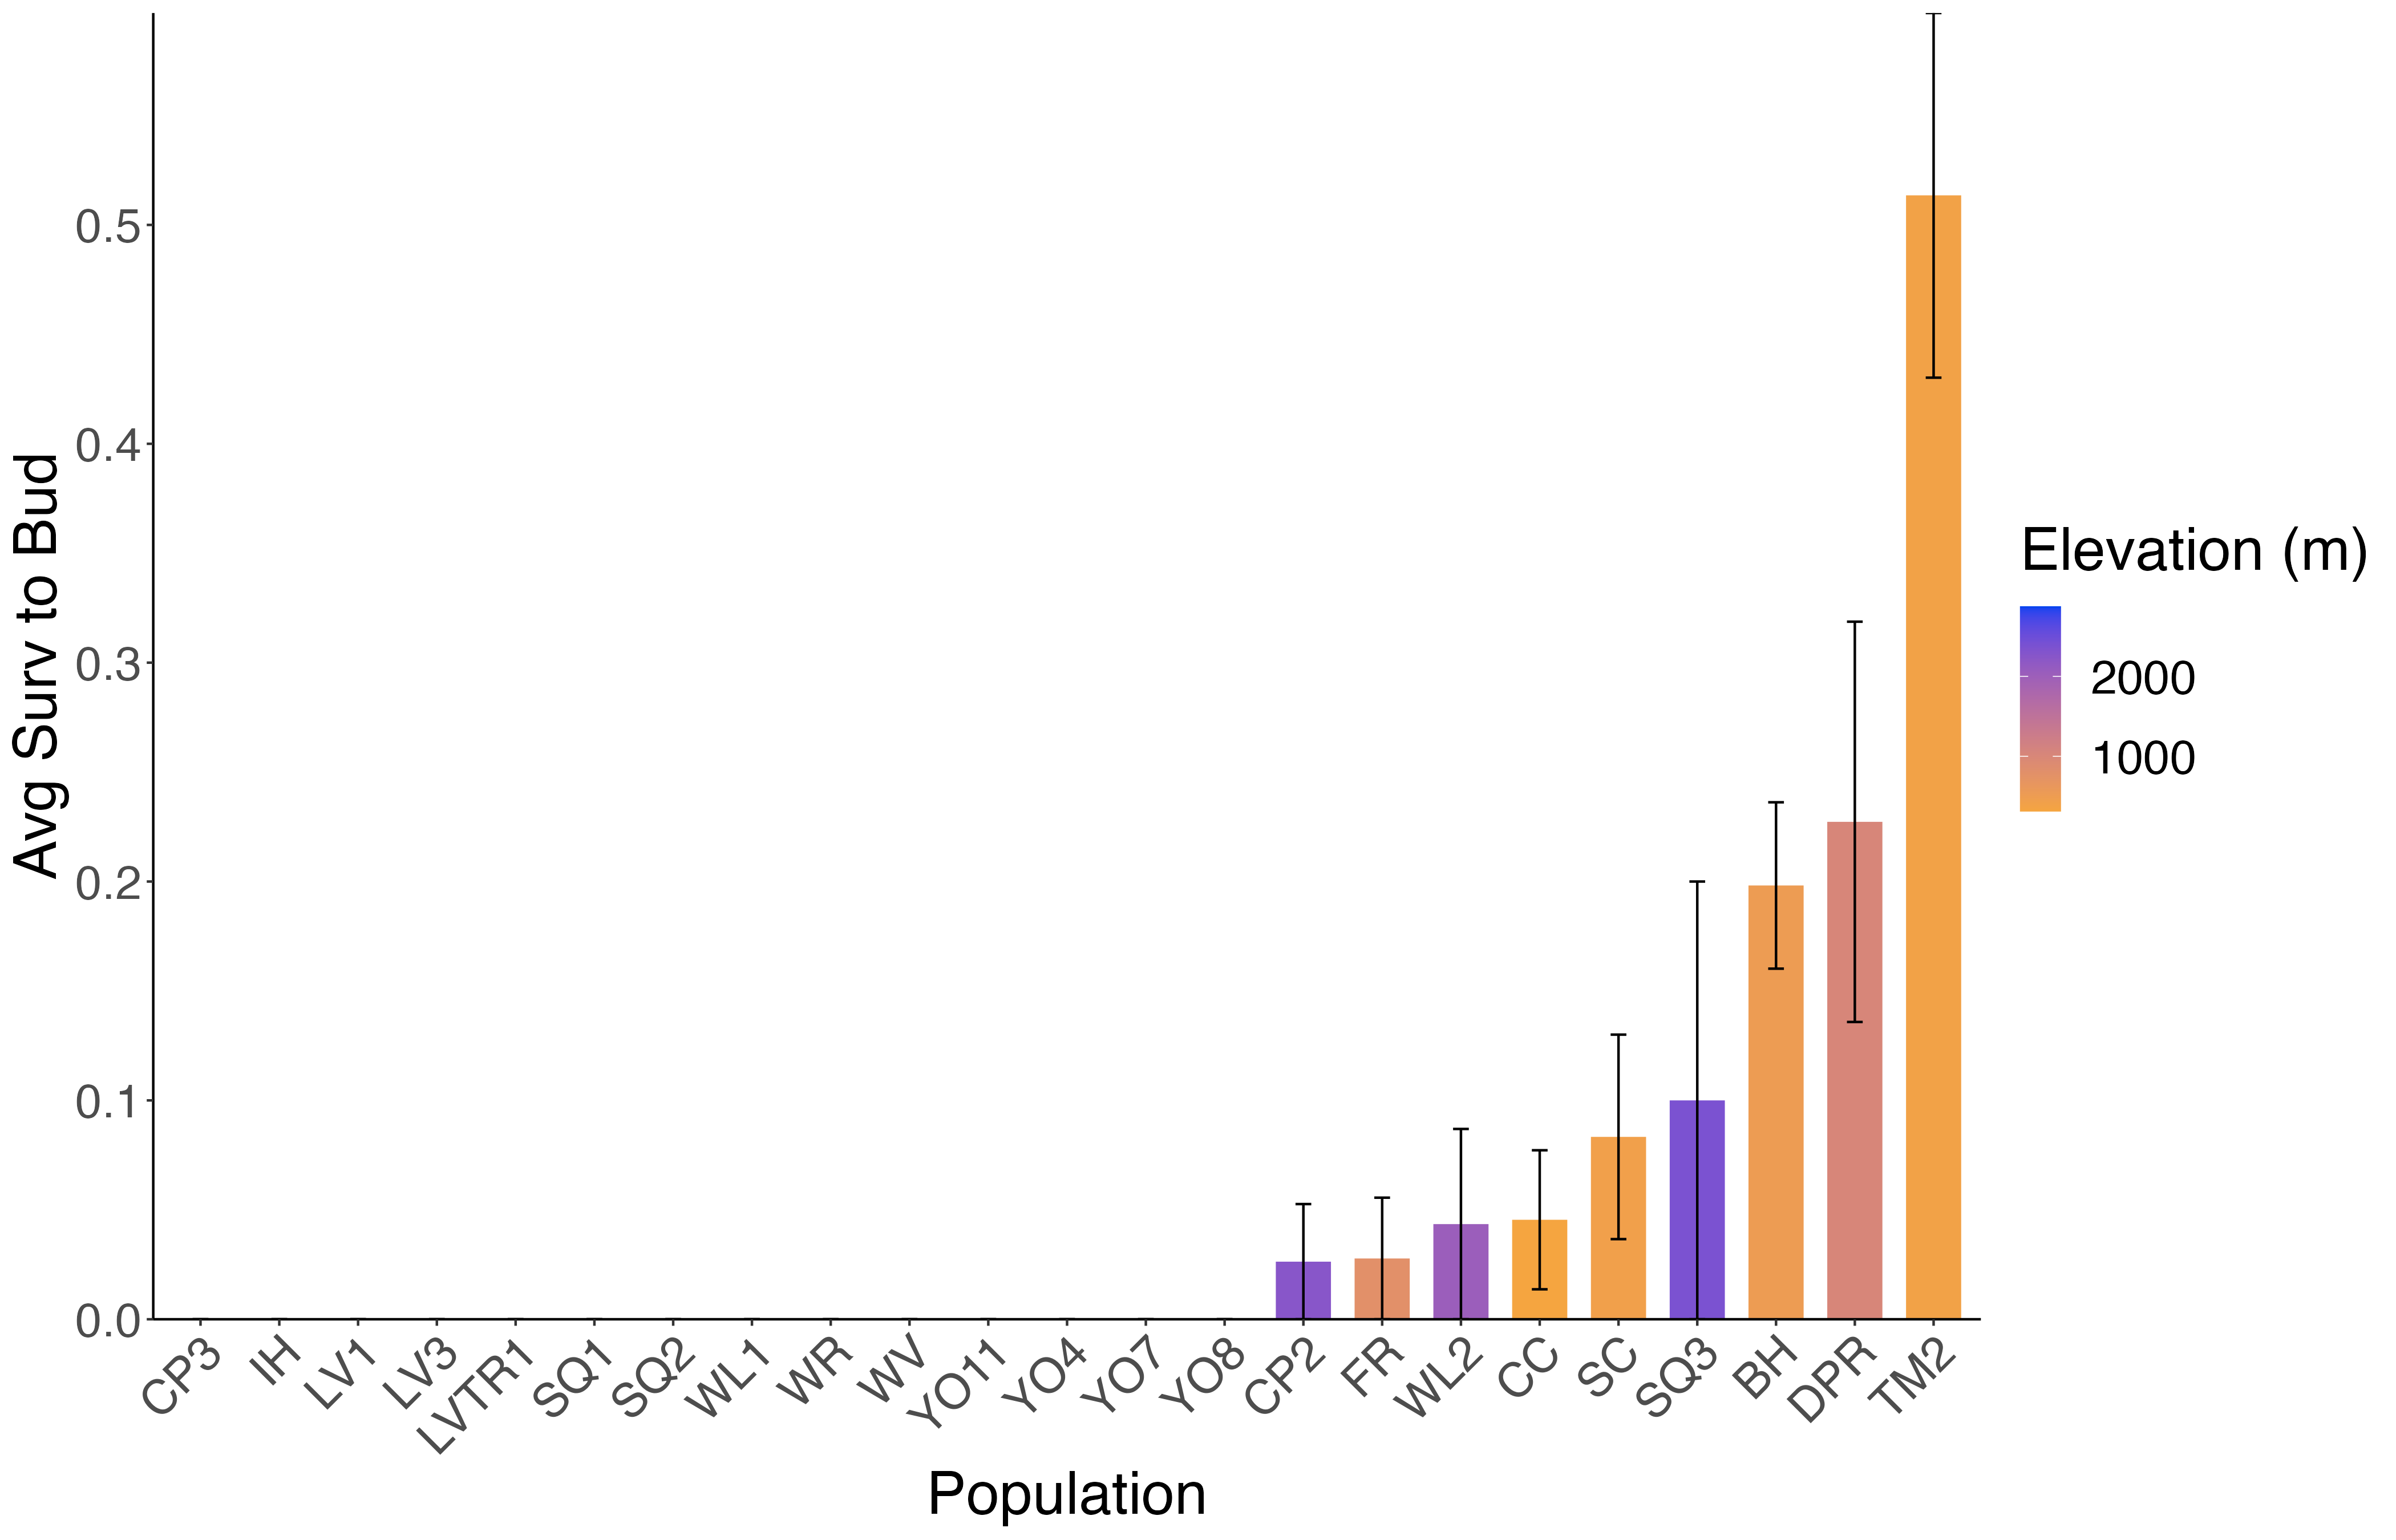 Avg Surv to Bud
0.5
0.4
0.3
0.2
0.1
0.0
CP3
IH
LV1
LV3
LVTR1
SQ1
SQ2
WL1
WR
WV
YO11
YO4
YO7
YO8
CP2
FR
WL2
CC
SC
SQ3
BH
DPR
TM2
Population
Elevation (m)
2000
1000